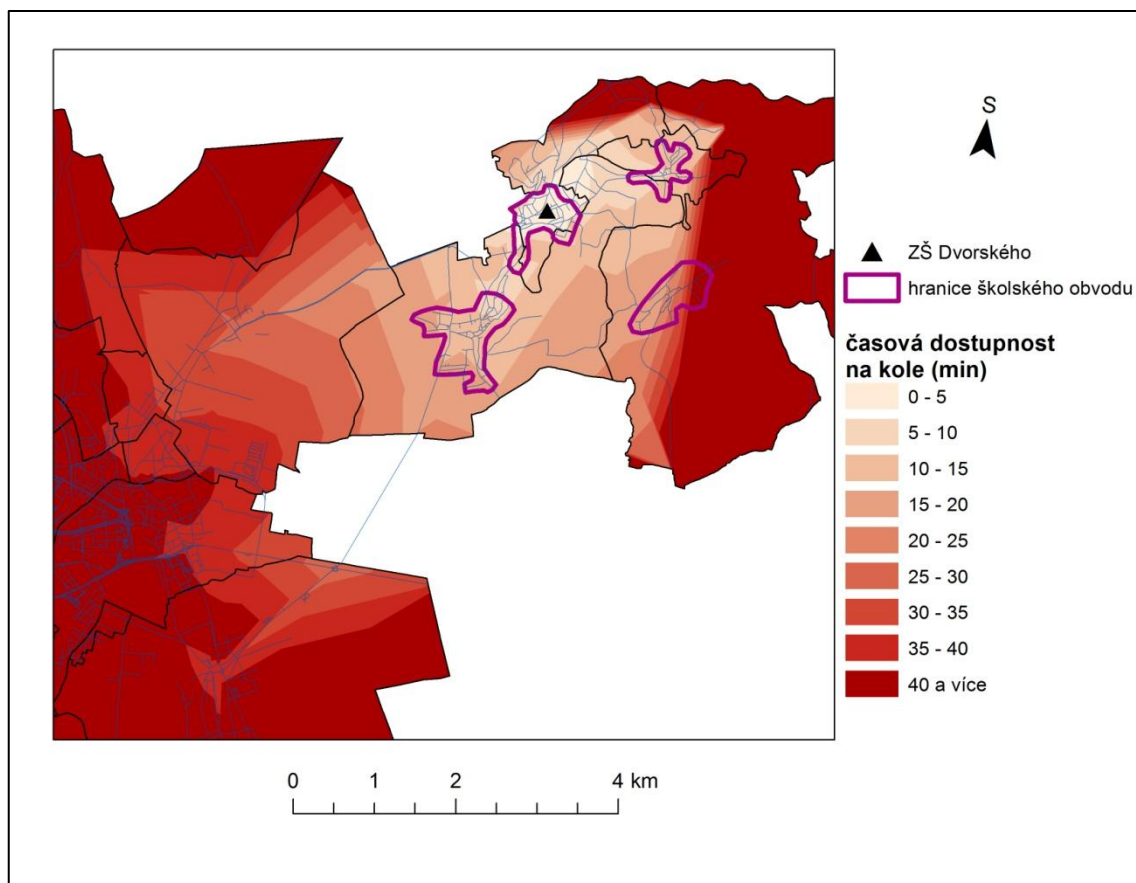 S
ZŠ Dvorského
hranice školského obvodu
časová dostupnost
na kole (min)
0 - 5
5 - 10
10 - 15
15 - 20
20 - 25
25 - 30
30 - 35
35 - 40
40 a více
0 1 2 4 km